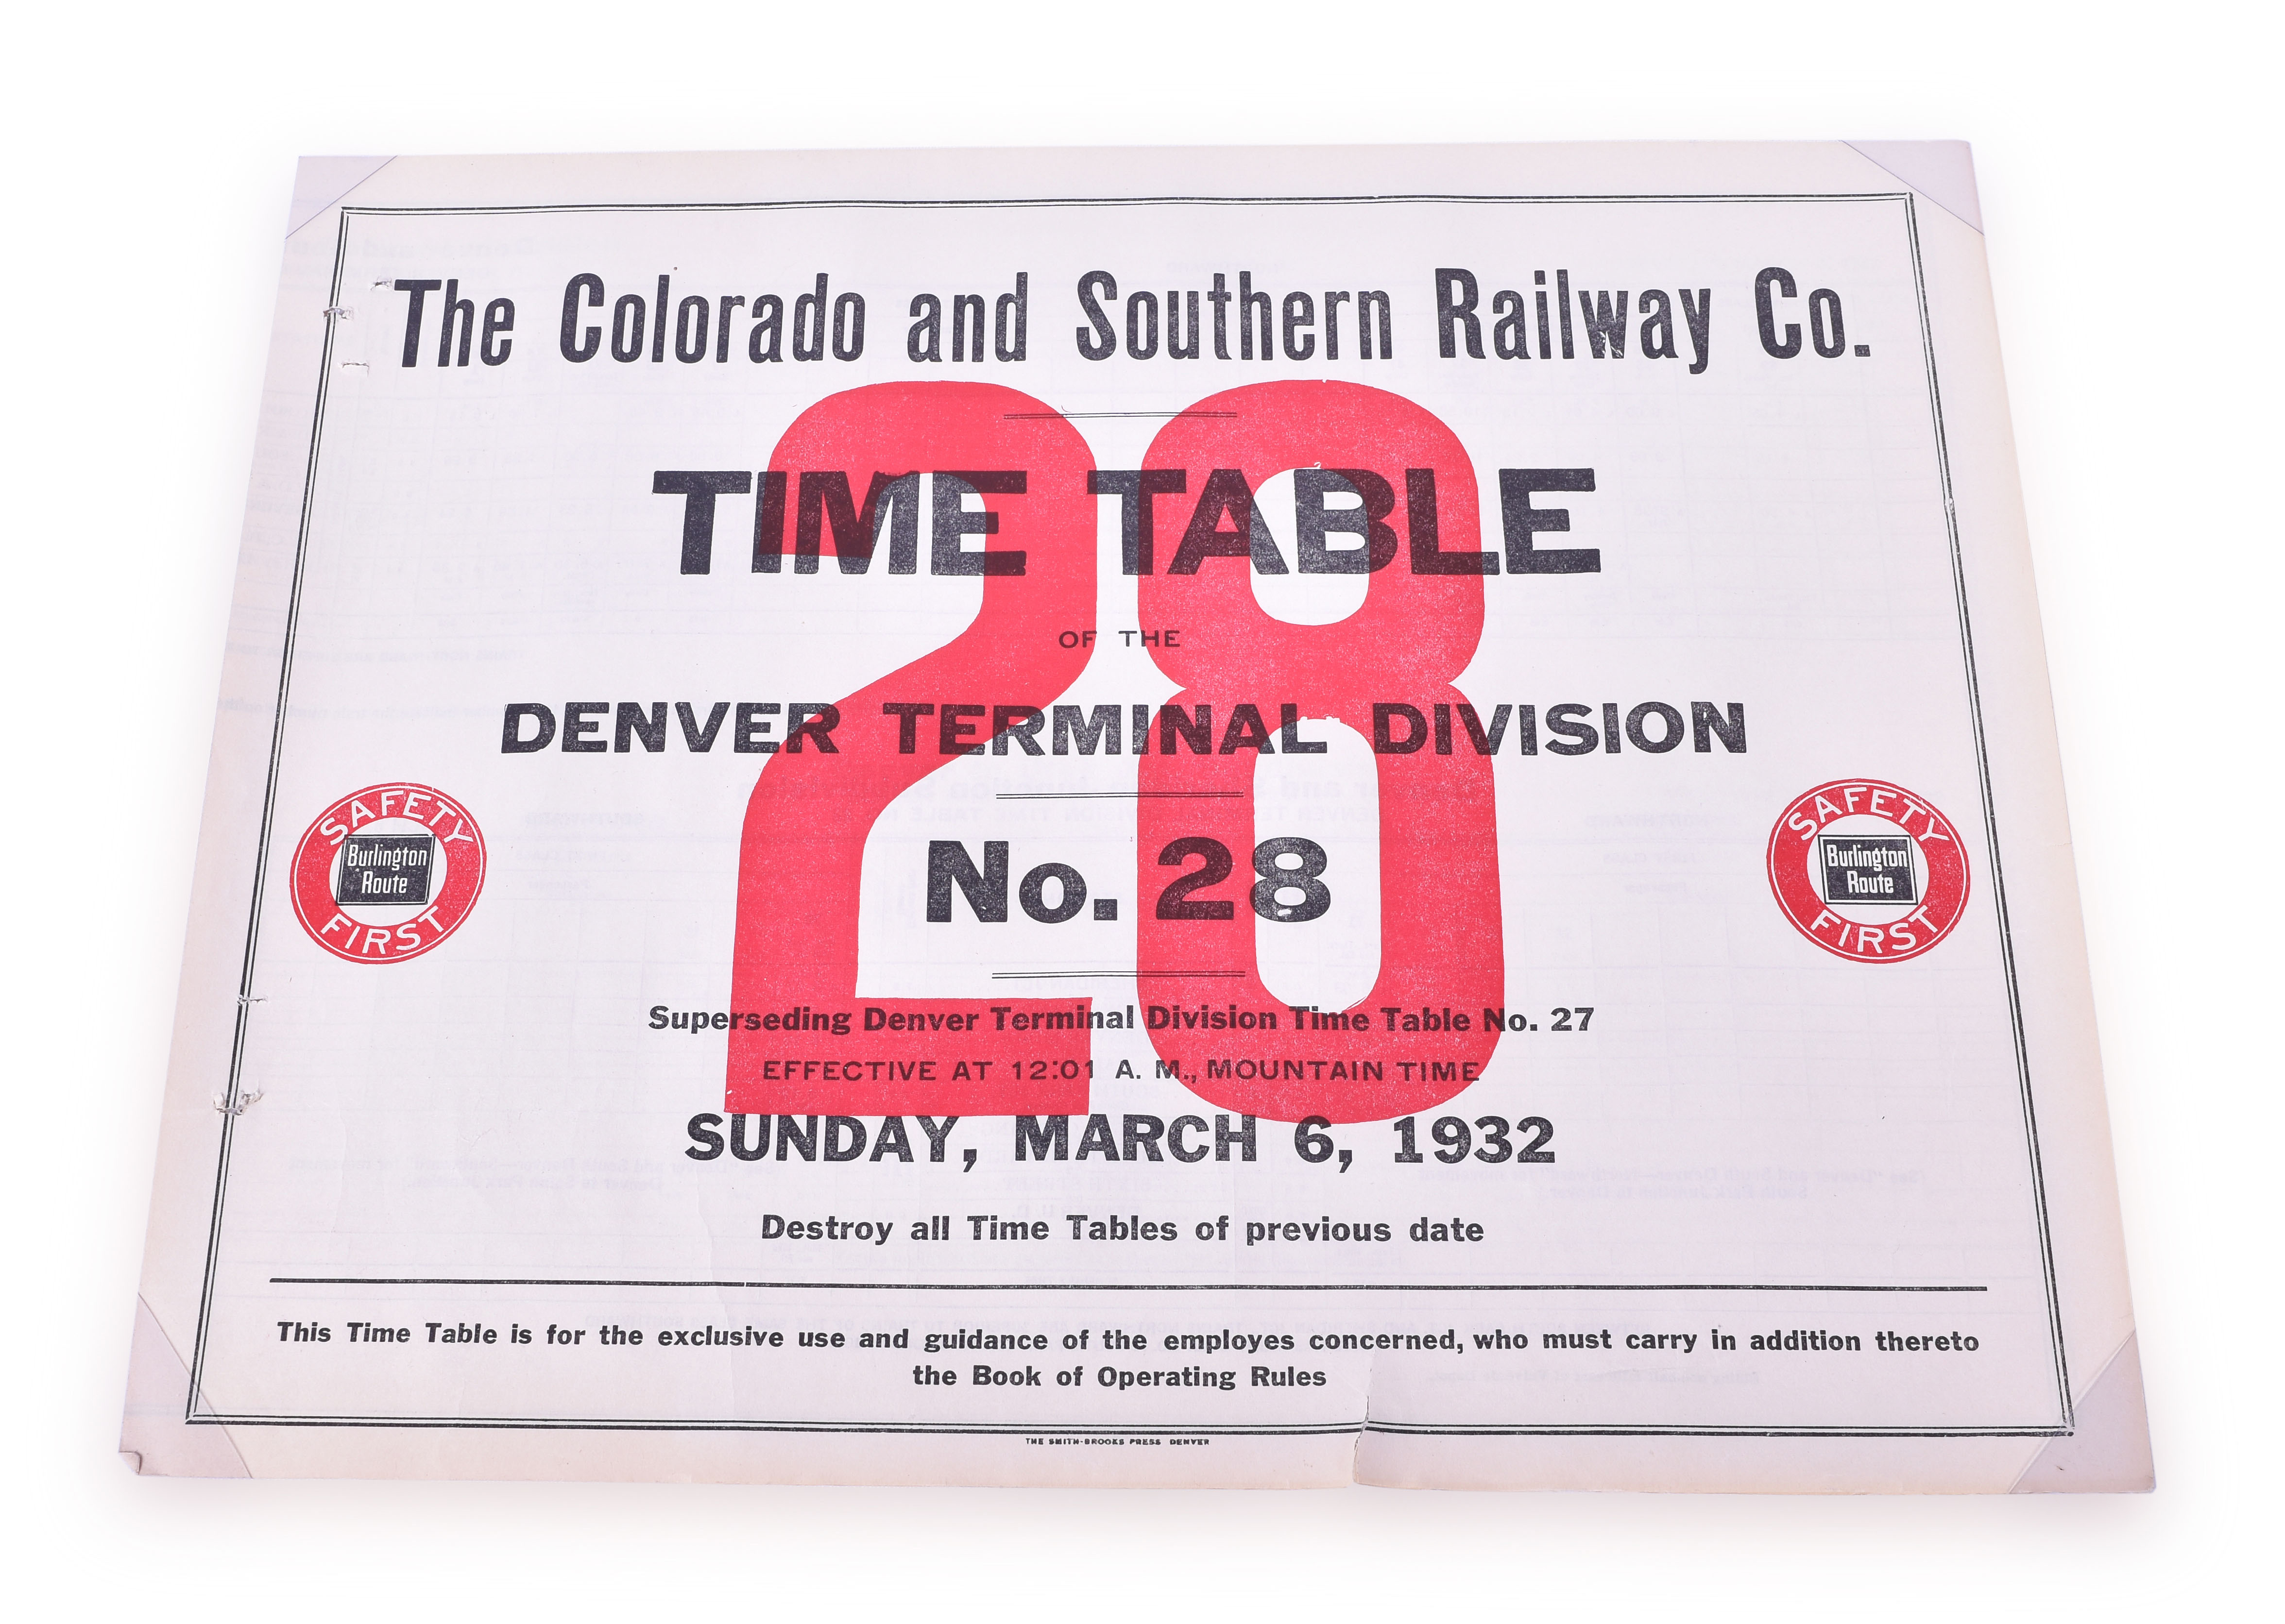 The Colorado and Southern Railway Co.
28
TIME TABLE
OF THE
DENVER TERMINAL DIVISION
SAFETY
Burlington
Route
FIRST
No. 28
SAFETY
Burlington
Route
FIRST
Superseding Denver Terminal Division Time Table No. 27
EFFECTIVE AT 12:01 A. M., MOUNTAIN TIME
SUNDAY, MARCH 6, 1932
Destroy all Time Tables of previous date
This Time Table is for the exclusive use and guidance of the employes concerned, who must carry in addition thereto
the Book of Operating Rules
THE SMITH-BROOKS PRESS DENVER